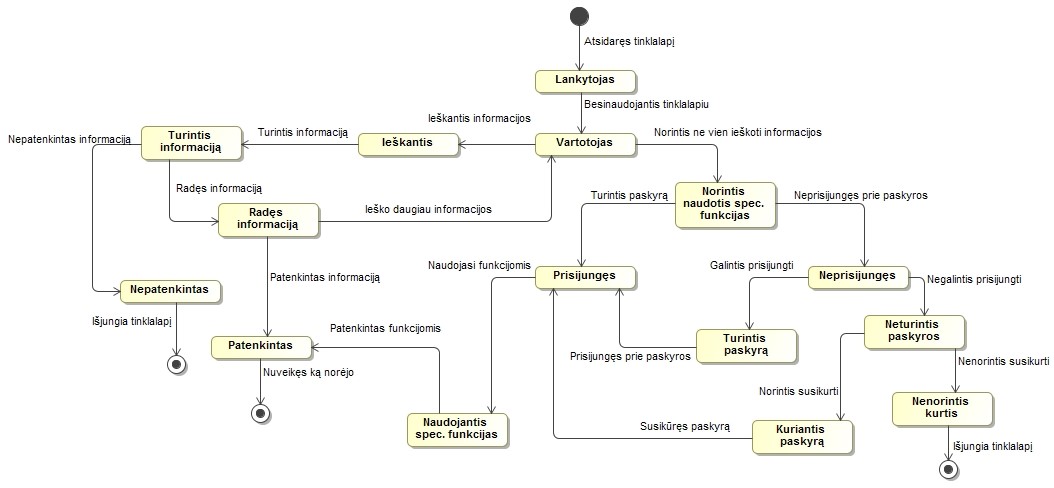 Atsidaręs tinklalapį
Lankytojas
Besinaudojantis tinklalapiu
Ieškantis informacijos
Nepatenkintas informaciją
Turintis
informaciją
Turintis informaciją
Ieškantis
Vartotojas
Norintis ne vien ieškoti informacijos
Radęs informaciją
Radęs
informaciją
Ieško daugiau informacijos
Turintis paskyrą
Norintis
naudotis spec.
funkcijas
Neprisijungęs prie paskyros
Patenkintas informaciją
Naudojasi funkcijomis
Prisijungęs
Galintis prisijungti
Neprisijungęs
Negalintis prisijungti
Nepatenkintas
Išjungia tinklalapį
Patenkintas
Patenkintas funkcijomis
Turintis
paskyrą
Prisijungęs prie paskyros
Neturintis
paskyros
Nenorintis susikurti
Nuveikęs ką norėjo
Norintis susikurti
Nenorintis
kurtis
Naudojantis
spec. funkcijas
Susikūręs paskyrą
Kuriantis
paskyrą
Išjungia tinklalapį